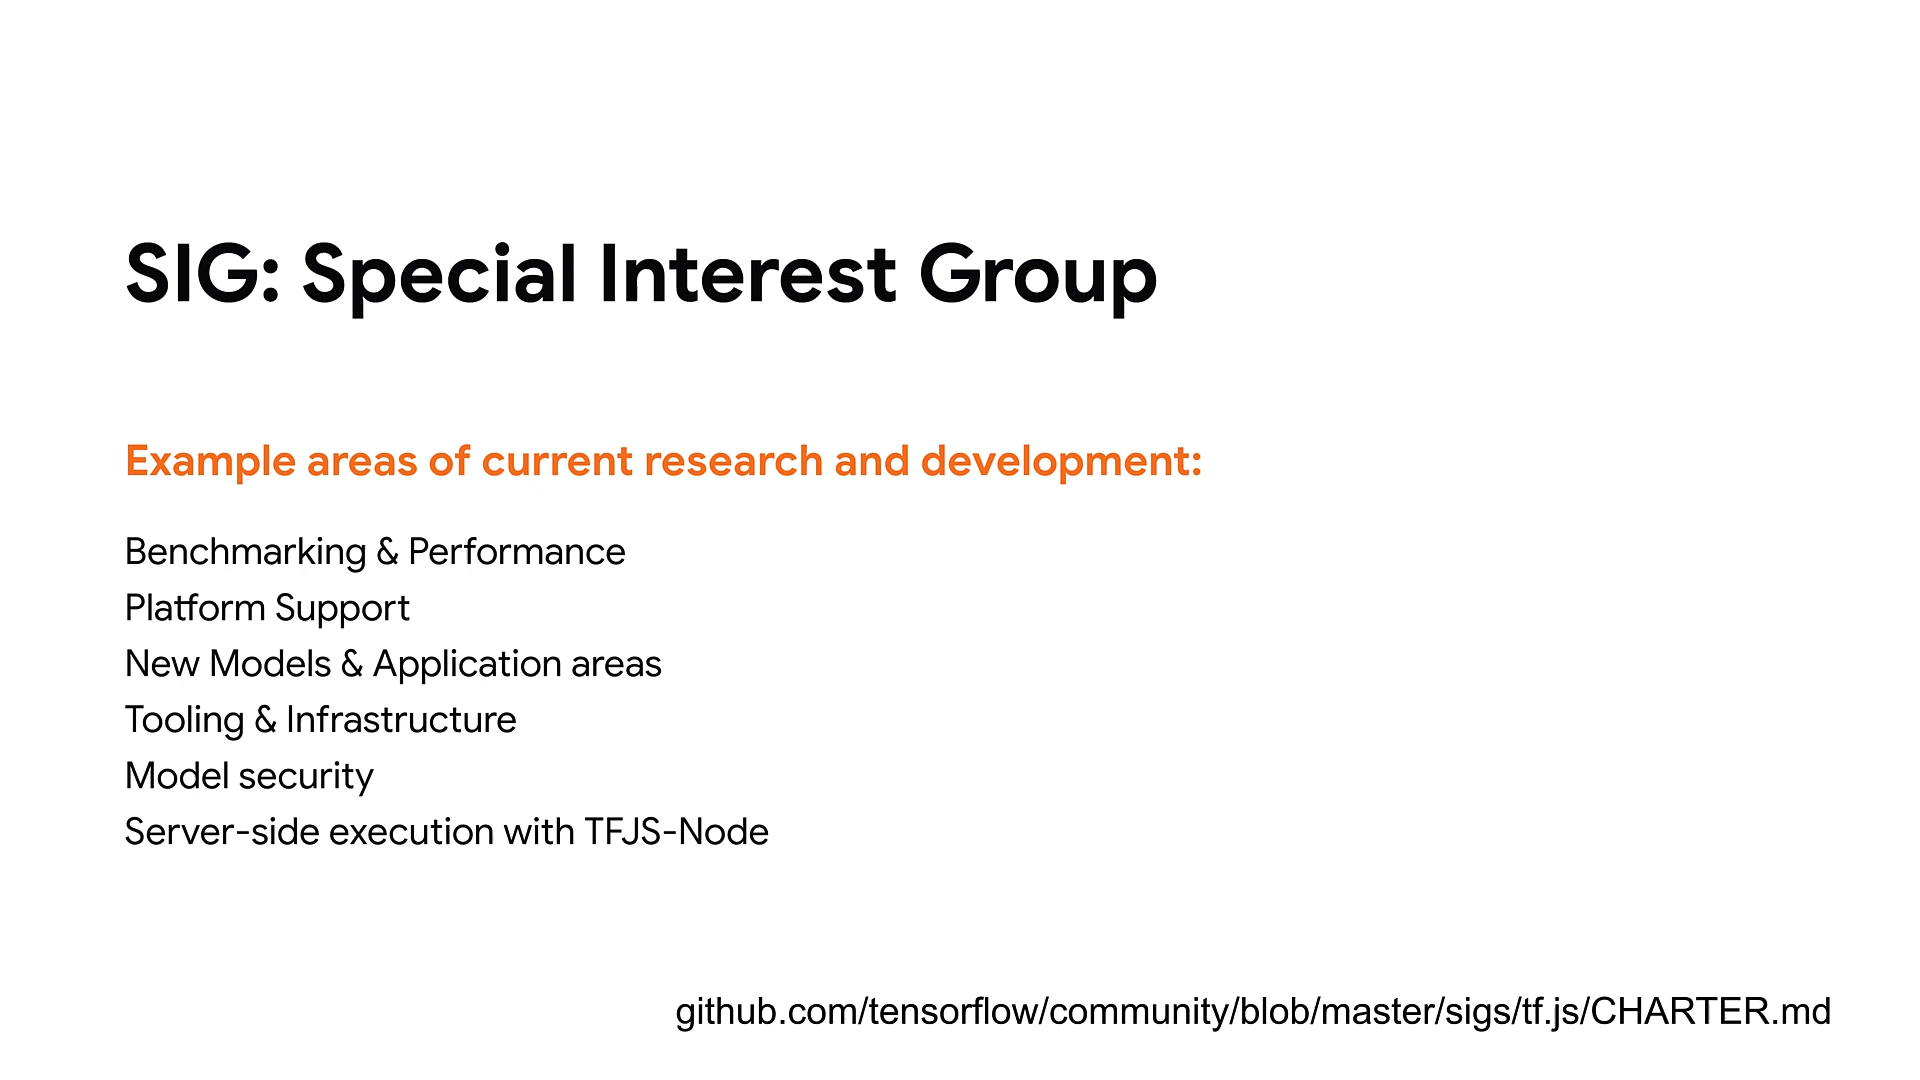 SIG: Special Interest Group
Example areas of current research and development:
Benchmarking & Performance
Platform Support
New Models & Application areas
Tooling & Infrastructure
Model security
Server-side execution with TFJS-Node
github.com/tensorflow/community/blob/master/sigs/tf.js/CHARTER.md